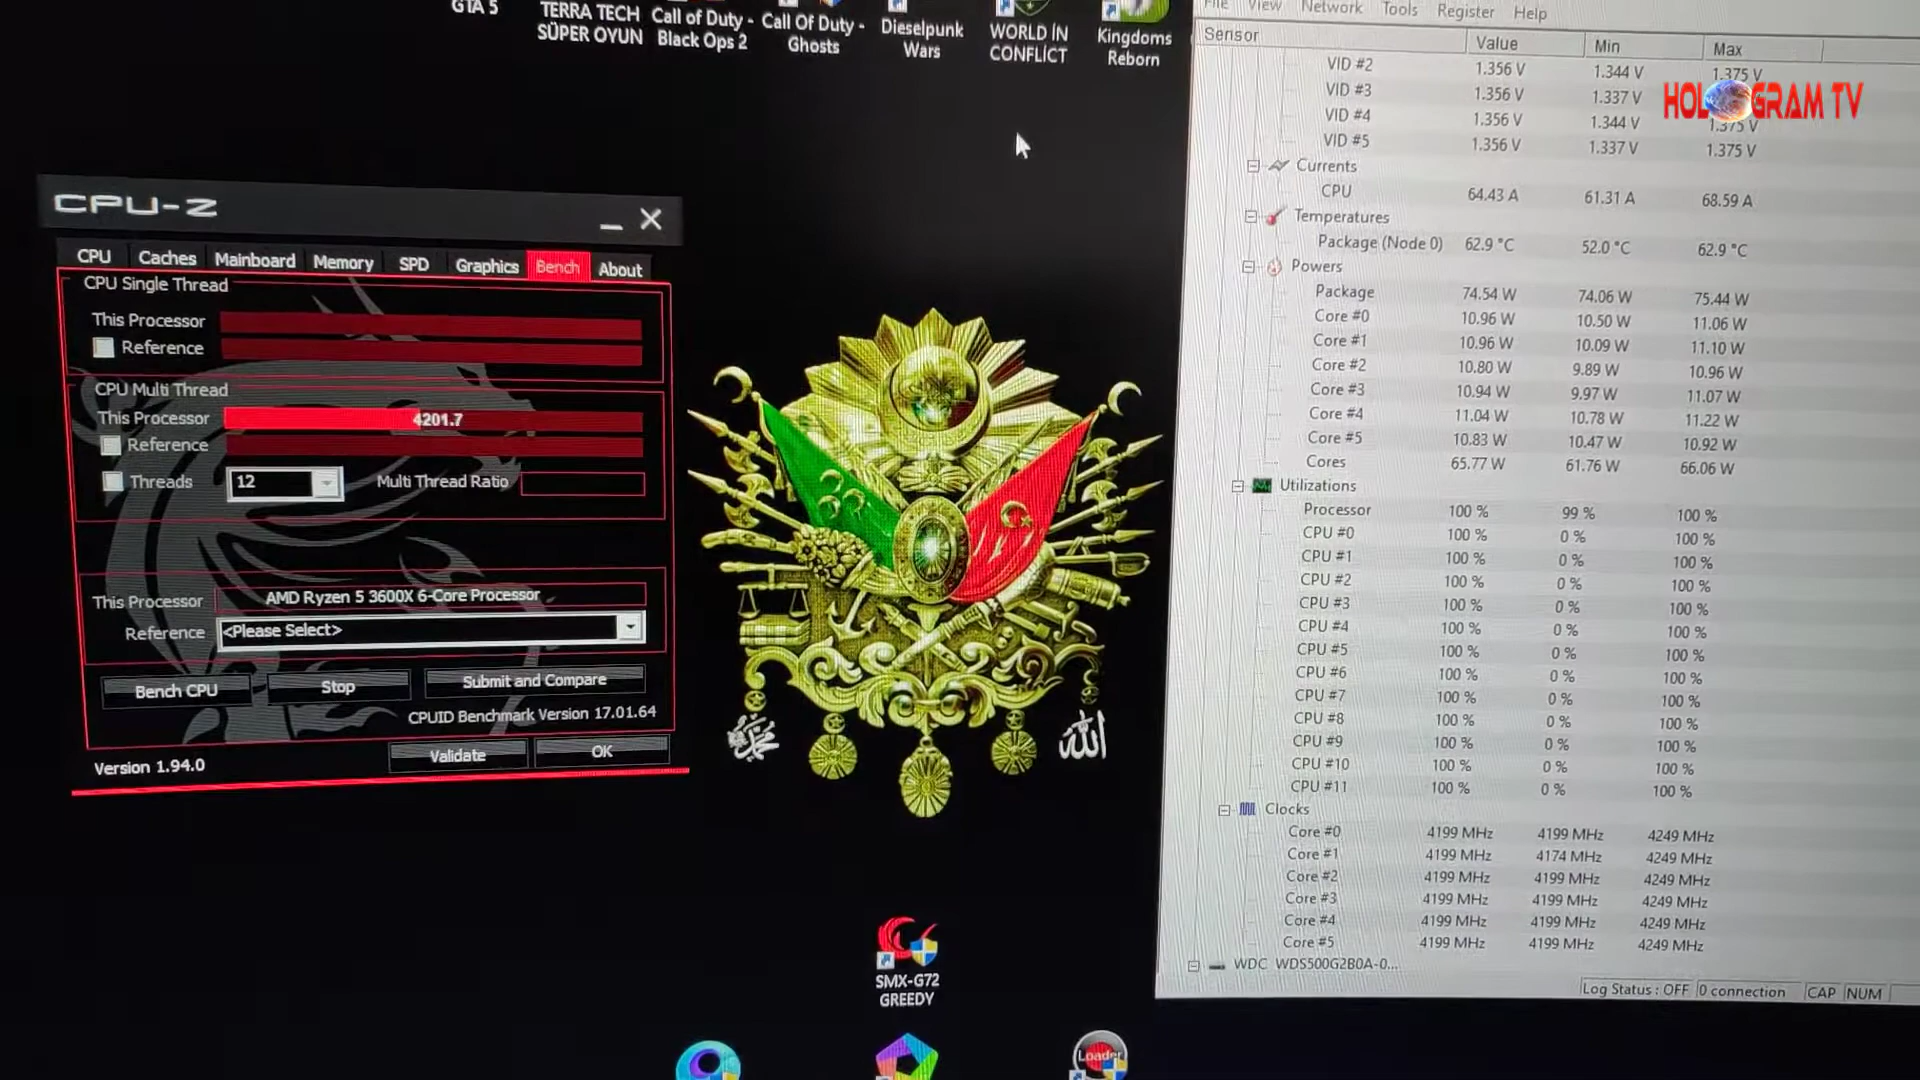 GTA 5
TERRA TECH
SÜPER OYUN
Call of Duty -
Black Ops 2
Call Of Duty -
Ghosts
Dieselpunk
Wars
WORLD İN
CONFLİCT
Kingdoms
Reborn
CPU-Z
CPU Caches Mainboard Memory SPD Graphics Bench About
CPU Single Thread
This Processor
Reference
CPU Multi Thread
This Processor 4201.7
Reference
Threads 12 Multi Thread Ratio
This Processor AMD Ryzen 5 3600X 6-Core Processor
Reference <Please Select>
Bench CPU Stop Submit and Compare
CPUID Benchmark Version 17.01.64
Version 1.94.0 Validate OK
SMX-G72
GREEDY
Loader
File View Network Tools Register Help
Sensor Value Min Max
VID #2 1.356 V 1.344 V 1.375 V
VID #3 1.356 V 1.337 V
VID #4 1.356 V 1.344 V 1.375 V
VID #5 1.356 V 1.337 V 1.375 V
Currents
CPU 64.43 A 61.31 A 68.59 A
Temperatures
Package (Node 0) 62.9 °C 52.0 °C 62.9 °C
Powers
Package 74.54 W 74.06 W 75.44 W
Core #0 10.96 W 10.50 W 11.06 W
Core #1 10.96 W 10.09 W 11.10 W
Core #2 10.80 W 9.89 W 10.96 W
Core #3 10.94 W 9.97 W 11.07 W
Core #4 11.04 W 10.78 W 11.22 W
Core #5 10.83 W 10.47 W 10.92 W
Cores 65.77 W 61.76 W 66.06 W
Utilizations
Processor 100 % 99 % 100 %
CPU #0 100 % 0 % 100 %
CPU #1 100 % 0 % 100 %
CPU #2 100 % 0 % 100 %
CPU #3 100 % 0 % 100 %
CPU #4 100 % 0 % 100 %
CPU #5 100 % 0 % 100 %
CPU #6 100 % 0 % 100 %
CPU #7 100 % 0 % 100 %
CPU #8 100 % 0 % 100 %
CPU #9 100 % 0 % 100 %
CPU #10 100 % 0 % 100 %
CPU #11 100 % 0 % 100 %
Clocks
Core #0 4199 MHz 4199 MHz 4249 MHz
Core #1 4199 MHz 4174 MHz 4249 MHz
Core #2 4199 MHz 4199 MHz 4249 MHz
Core #3 4199 MHz 4199 MHz 4249 MHz
Core #4 4199 MHz 4199 MHz 4249 MHz
Core #5 4199 MHz 4199 MHz 4249 MHz
WDC WDS500G2B0A-0...
Log Status : OFF 0 connection CAP NUM
HOLOGRAM TV
محمد
الله